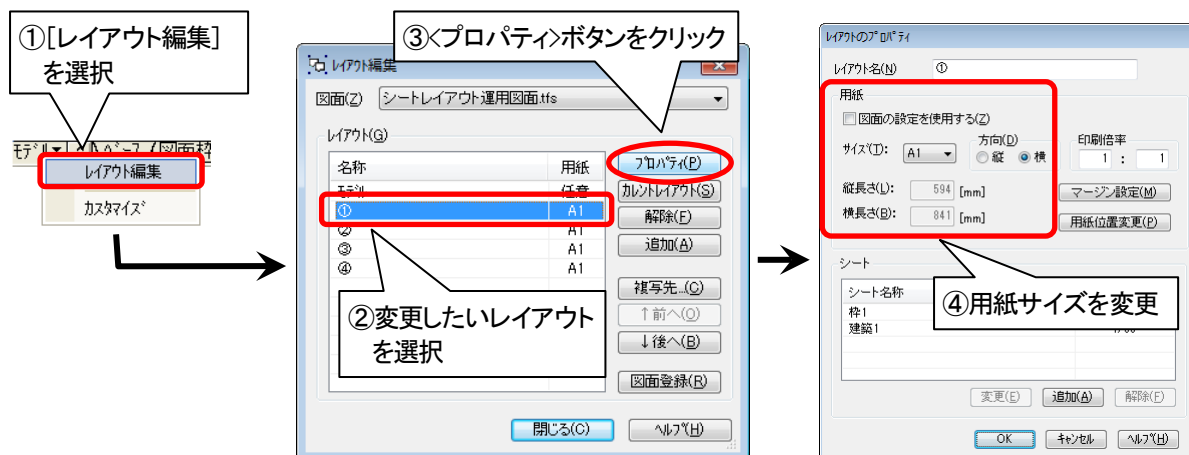 ①[レイアウト編集]
を選択
ﾓﾃﾞﾙ
図面枠
レイアウト編集
ｶｽﾀﾏｲｽﾞ
③<プロパティ>ボタンをクリック
ﾚｲｱｳﾄ編集
図面(Z) シートレイアウト運用図面.tfs
ﾚｲｱｳﾄ(G)
名称 用紙
ﾓﾃﾞﾙ 任意
① A1
② A1
③ A1
④ A1
ﾌﾟﾛﾊﾟﾃｨ(P)
ｶﾚﾝﾄﾚｲｱｳﾄ(S)
解除(F)
追加(A)
複写先...(C)
↑前へ(O)
↓後へ(B)
図面登録(R)
②変更したいレイアウト
を選択
閉じる(C) ﾍﾙﾌﾟ(H)
ﾚｲｱｳﾄのﾌﾟﾛﾊﾟﾃｨ
ﾚｲｱｳﾄ名(N) ①
用紙
図面の設定を使用する(Z)
ｻｲｽﾞ(T): A1 方向(D) 縦 横
縦長さ(L): 594 [mm]
横長さ(B): 841 [mm]
印刷倍率
1 : 1
マージン設定(M)
用紙位置変更(P)
シート
シート名称
枠1
建築1
④用紙サイズを変更
変更(E) 追加(A) 解除(F)
OK ｷｬﾝｾﾙ ﾍﾙﾌﾟ(H)